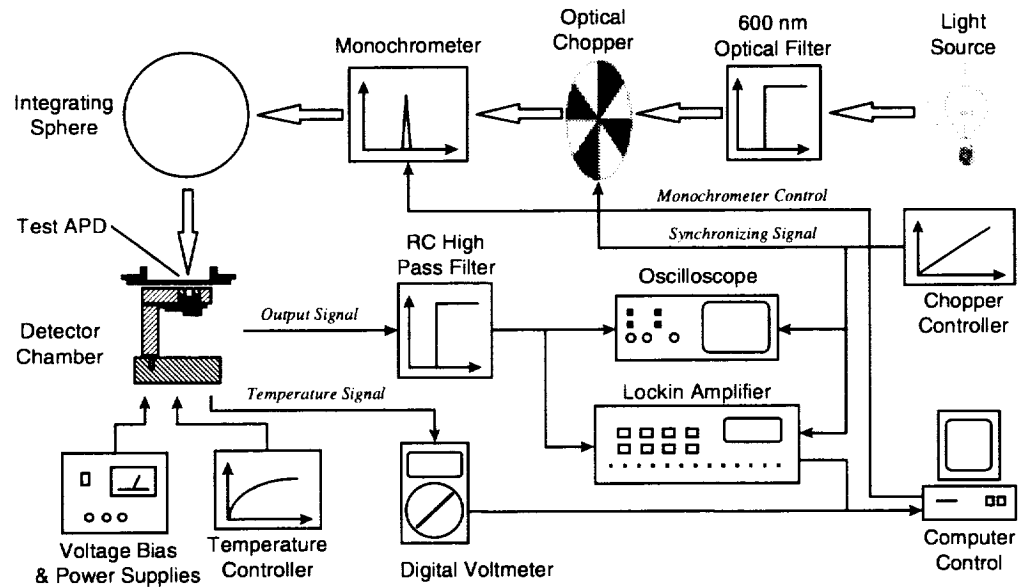 Optical
Chopper
600 nm
Optical Filter
Light
Source
Monochrometer
Integrating
Sphere
Monochrometer Control
Test APD
RC High
Pass Filter
Synchronizing Signal
Oscilloscope
Chopper
Controller
Output Signal
Detector
Chamber
Temperature Signal
Lockin Amplifier
Voltage Bias
& Power Supplies
Temperature
Controller
Digital Voltmeter
Computer
Control